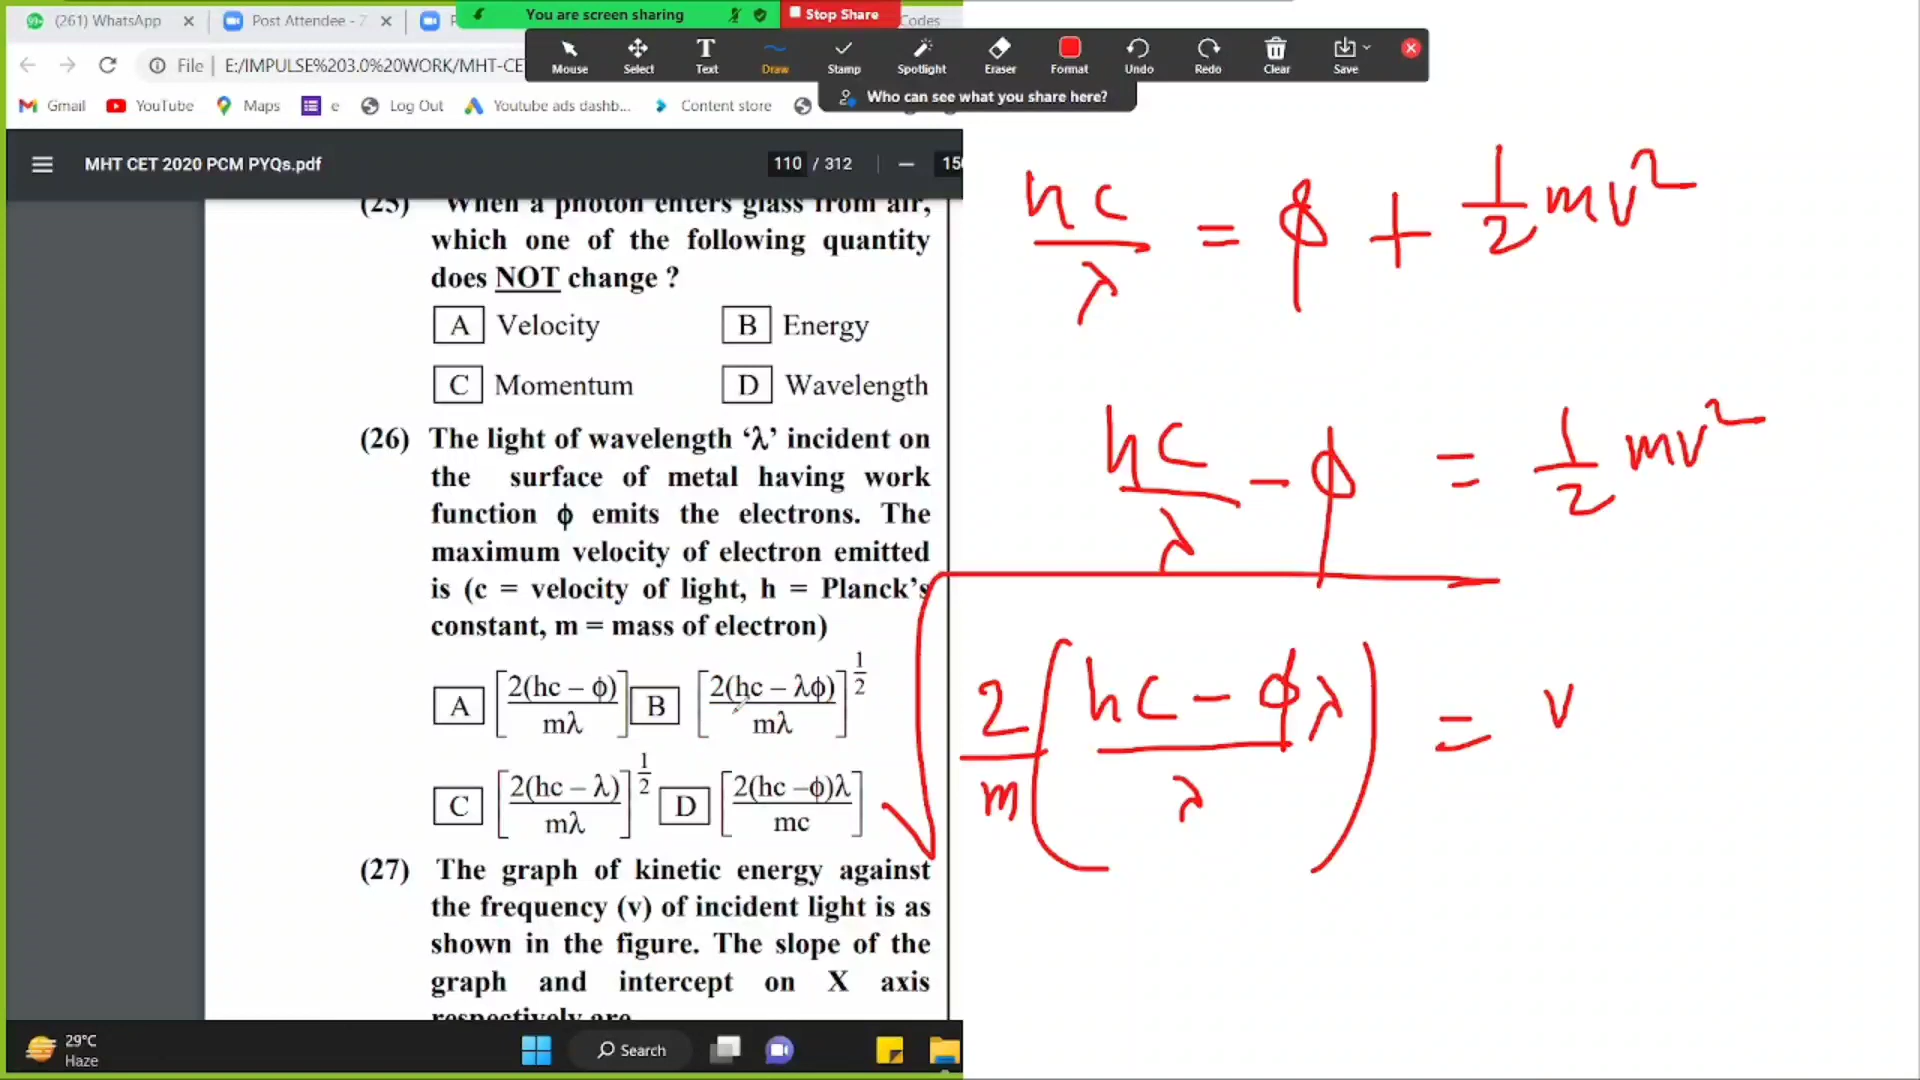 (261) WhatsApp × Post Attendee - Z × You are screen sharing Stop Share Codes
File E:/IMPULSE%203.0%20WORK/MHT-CE
Mouse Select Text Draw Stamp Spotlight Eraser Format Undo Redo Clear Save
Who can see what you share here?
Gmail YouTube Maps e Log Out Youtube ads dashb... Content store
MHT CET 2020 PCM PYQs.pdf 110 / 312 — 15
(25) When a photon enters glass from air,
which one of the following quantity
does NOT change ?
A Velocity B Energy
C Momentum D Wavelength
(26) The light of wavelength ‘λ’ incident on
the surface of metal having work
function ϕ emits the electrons. The
maximum velocity of electron emitted
is (c = velocity of light, h = Planck’s
constant, m = mass of electron)
A [2(hc – ϕ)/mλ] B [2(hc – λϕ)/mλ]^1/2
C [2(hc – λ)/mλ]^1/2 D [2(hc –ϕ)λ/mc]
(27) The graph of kinetic energy against
the frequency (v) of incident light is as
shown in the figure. The slope of the
graph and intercept on X axis
respectively are
hc/λ = ϕ + 1/2 mv²
hc/λ - ϕ = 1/2 mv²
√ 2/m (hc - ϕλ/λ) = v
29°C
Haze
Search